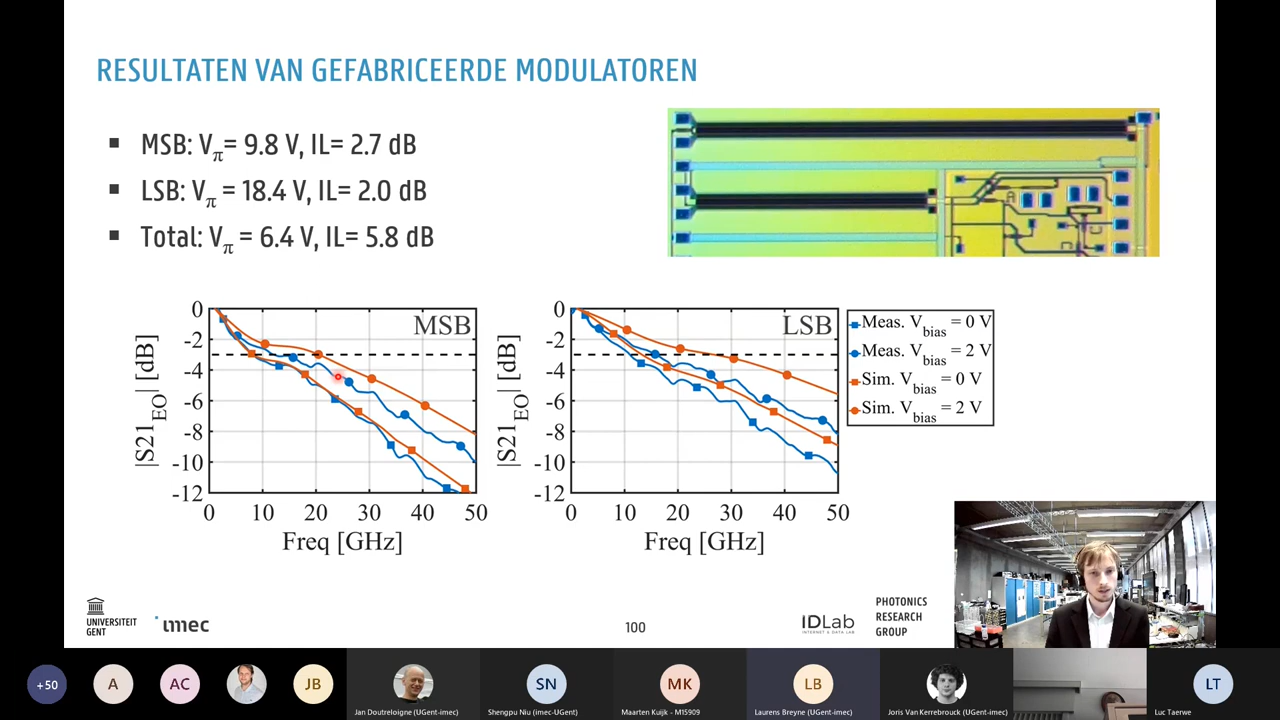 RESULTATEN VAN GEFABRICEERDE MODULATOREN
▪ MSB: Vπ= 9.8 V, IL= 2.7 dB
▪ LSB: Vπ = 18.4 V, IL= 2.0 dB
▪ Total: Vπ = 6.4 V, IL= 5.8 dB
MSB
|S21EO| [dB]
0
-2
-4
-6
-8
-10
-12
0 10 20 30 40 50
Freq [GHz]
LSB
|S21EO| [dB]
0
-2
-4
-6
-8
-10
-12
0 10 20 30 40 50
Freq [GHz]
Meas. Vbias = 0 V
Meas. Vbias = 2 V
Sim. Vbias = 0 V
Sim. Vbias = 2 V
UNIVERSITEIT
GENT
imec
100
IDLab
INTERNET & DATA LAB
PHOTONICS
RESEARCH
GROUP
+50
A
AC
JB
Jan Doutreloigne (UGent-imec)
SN
Shengpu Niu (imec-UGent)
MK
Maarten Kuijk - M15909
LB
Laurens Breyne (UGent-imec)
Joris Van Kerrebrouck (UGent-imec)
LT
Luc Taerwe